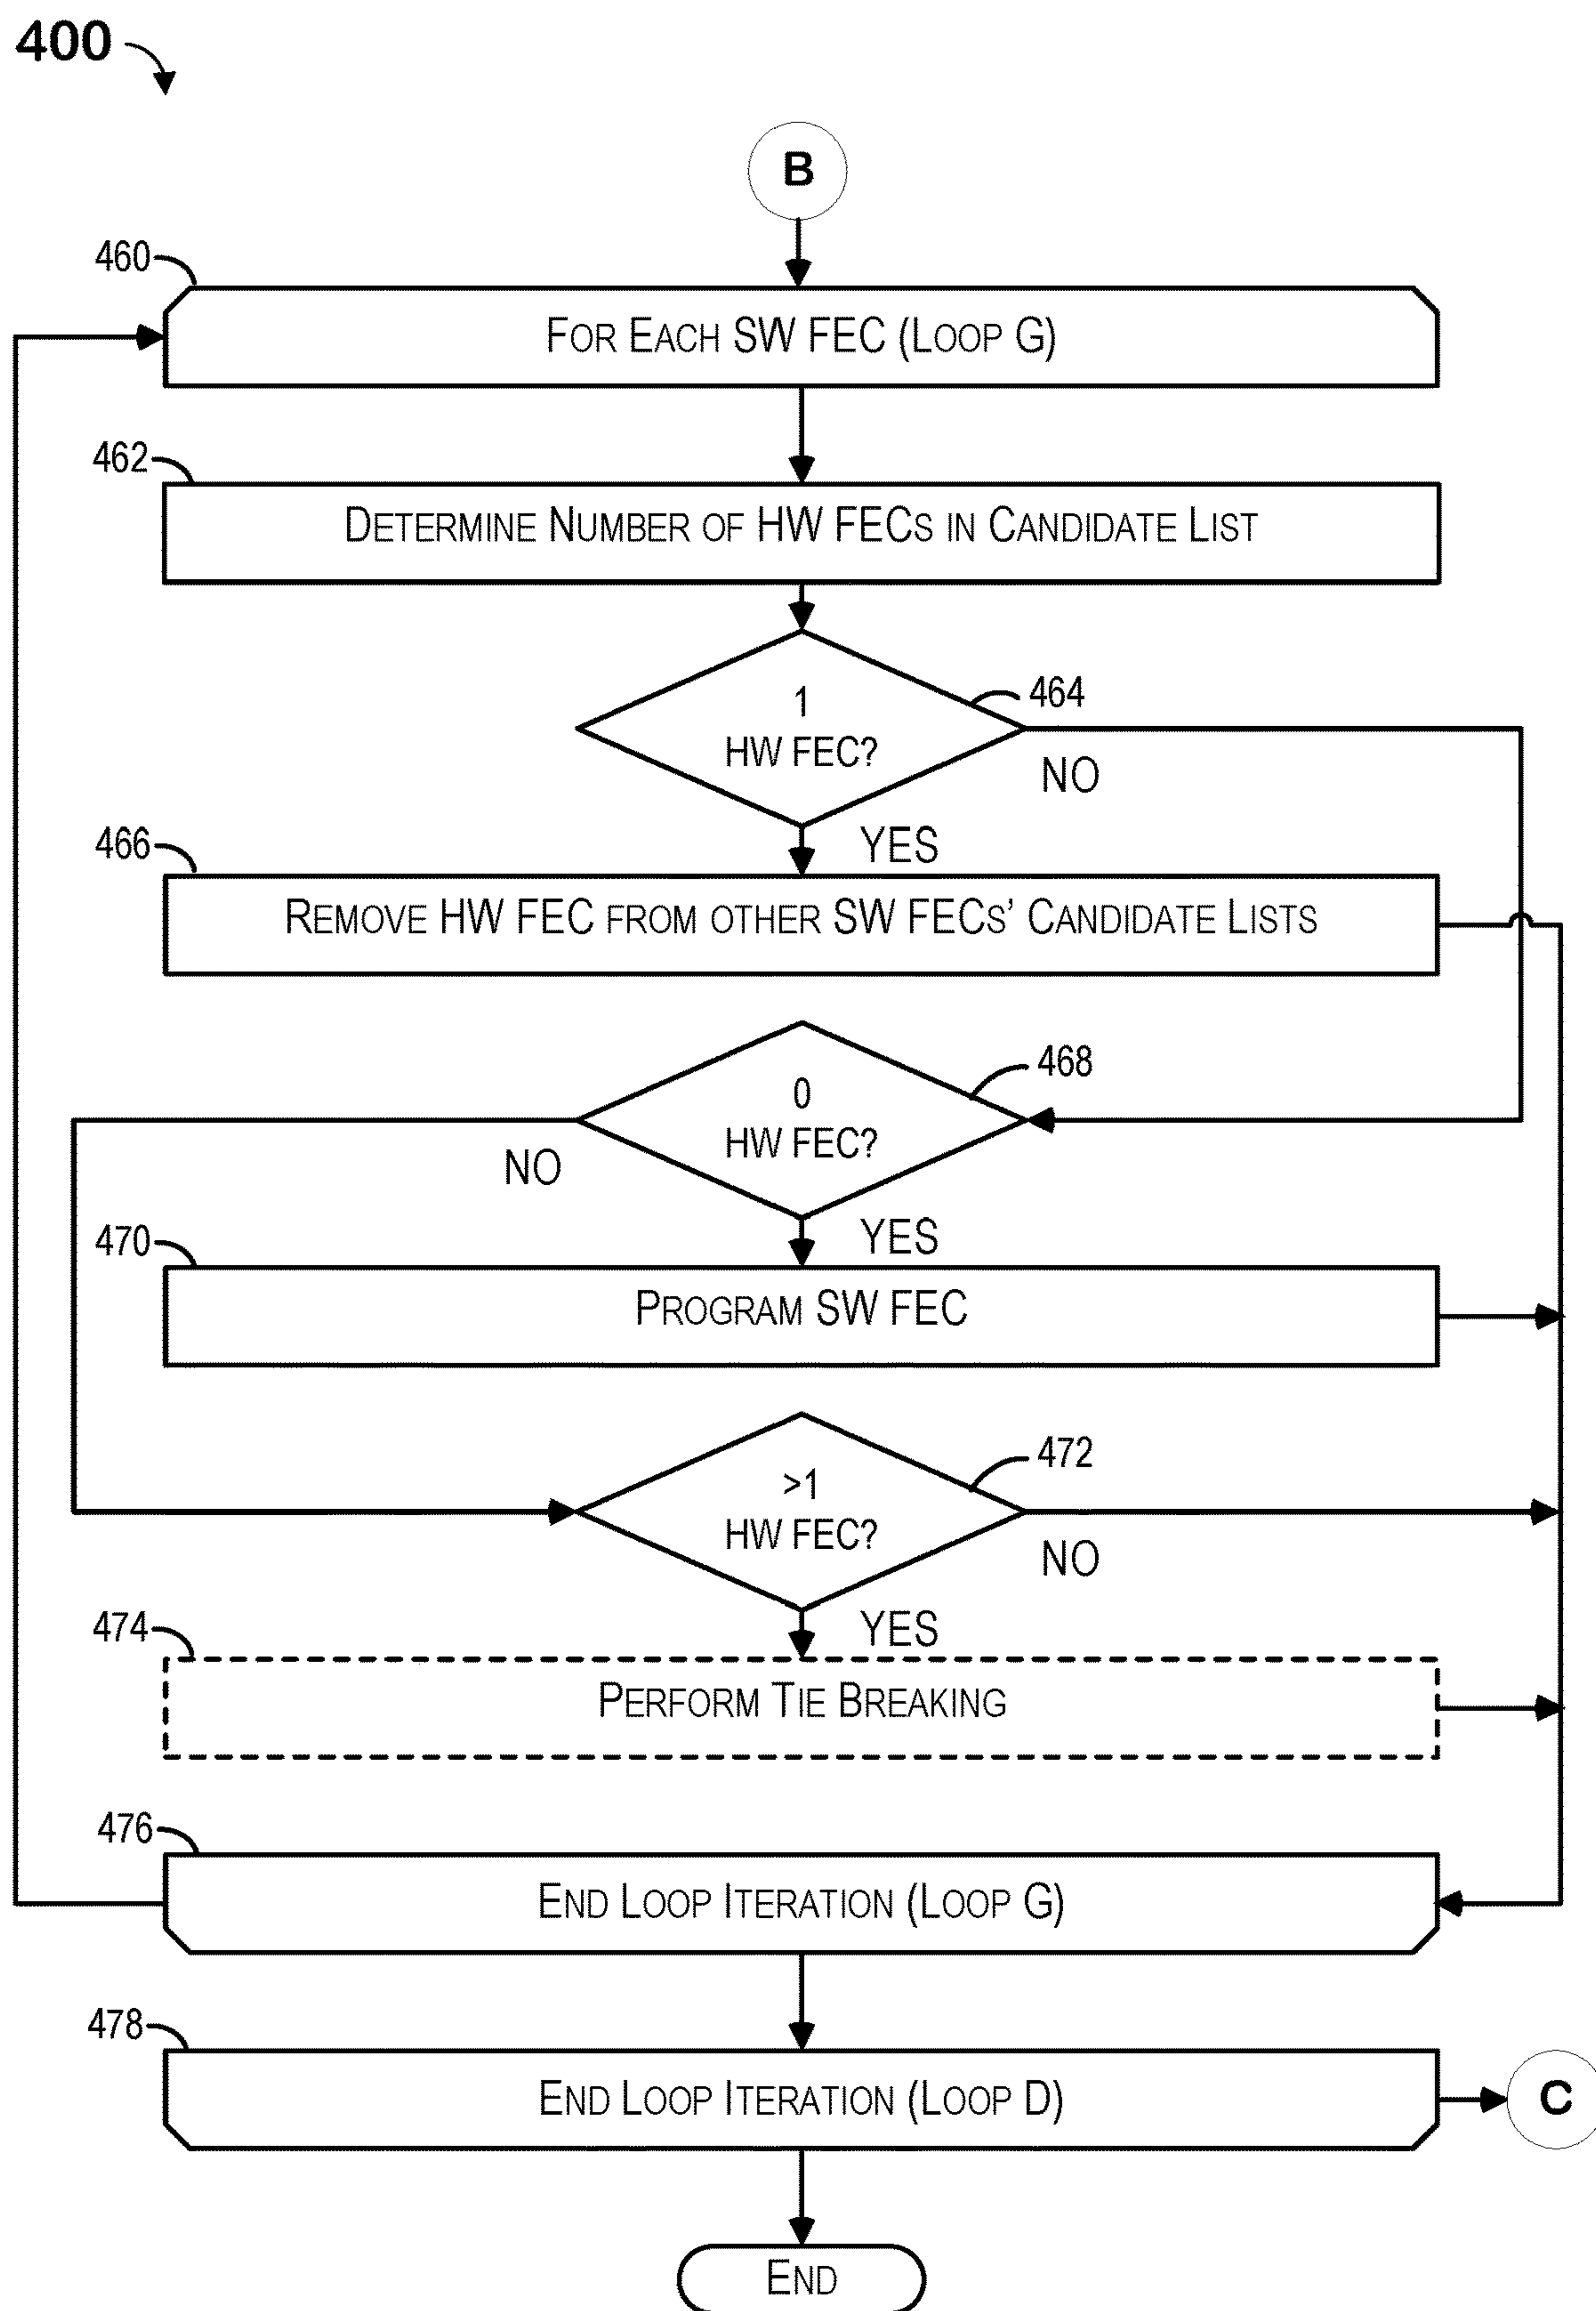 400
B
460
For Each SW FEC (Loop G)
462
Determine Number of HW FECs in Candidate List
464
1
HW FEC?
NO
YES
466
Remove HW FEC from other SW FECs' Candidate Lists
468
0
HW FEC?
NO
YES
470
Program SW FEC
472
>1
HW FEC?
NO
YES
474
Perform Tie Breaking
476
End Loop Iteration (Loop G)
478
End Loop Iteration (Loop D)
C
End